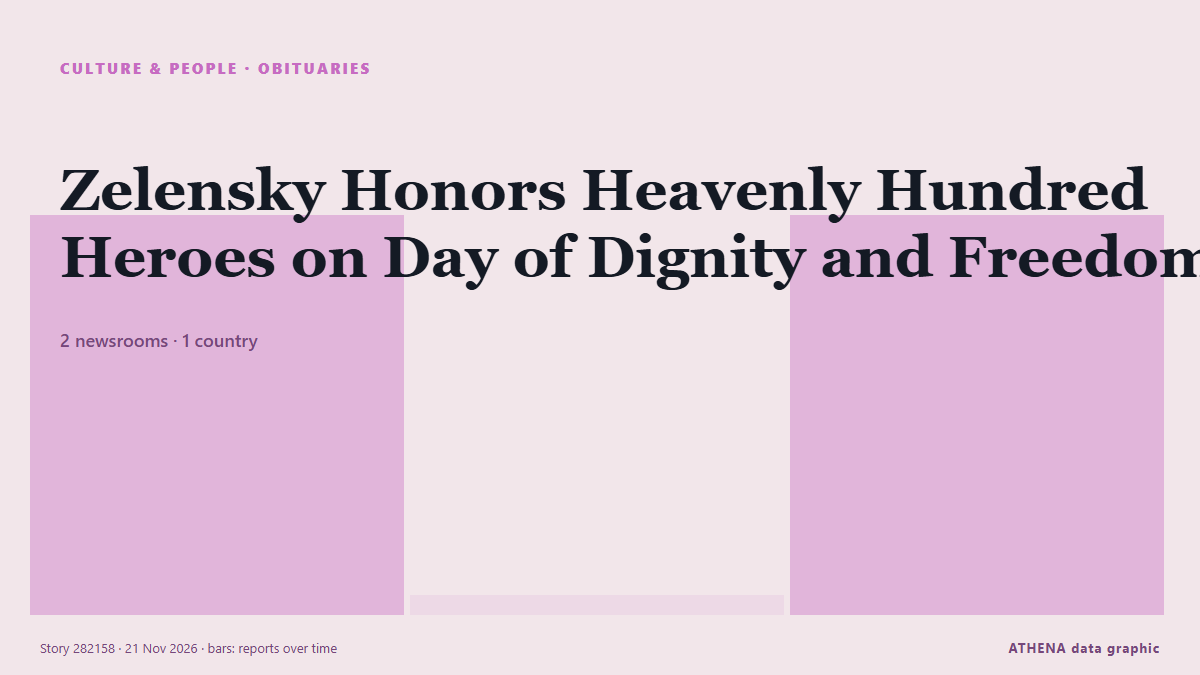 CULTURE & PEOPLE · OBITUARIES
Zelensky Honors Heavenly Hundred
Heroes on Day of Dignity and Freedom
2 newsrooms · 1 country
Story 282158 · 21 Nov 2026 · bars: reports over time
ATHENA data graphic